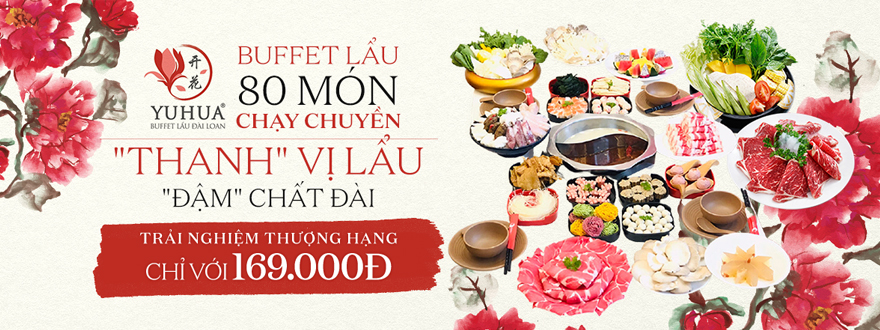 开
花
YUHUA®
BUFFET LẨU ĐÀI LOAN
BUFFET LẨU
80 MÓN
CHẠY CHUYỀN
"THANH" VỊ LẨU
"ĐẬM" CHẤT ĐÀI
TRẢI NGHIỆM THƯỢNG HẠNG
CHỈ VỚI 169.000Đ